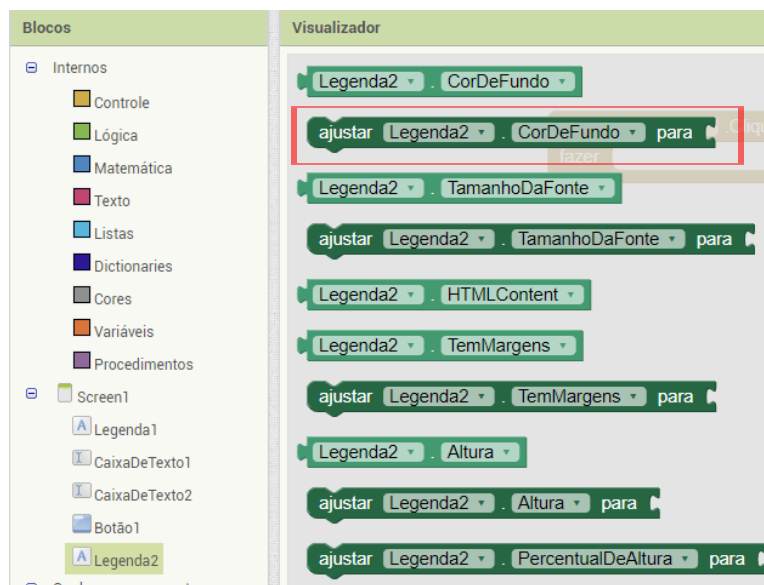 Blocos
Internos
Controle
Lógica
Matemática
Texto
Listas
Dictionaries
Cores
Variáveis
Procedimentos
Screen1
Legenda1
CaixaDeTexto1
CaixaDeTexto2
Botão1
Legenda2
Visualizador
Legenda2 . CorDeFundo
ajustar Legenda2 . CorDeFundo para
fazer
Legenda2 . TamanhoDaFonte
ajustar Legenda2 . TamanhoDaFonte para
Legenda2 . HTMLContent
Legenda2 . TemMargens
ajustar Legenda2 . TemMargens para
Legenda2 . Altura
ajustar Legenda2 . Altura para
ajustar Legenda2 . PercentualDeAltura para